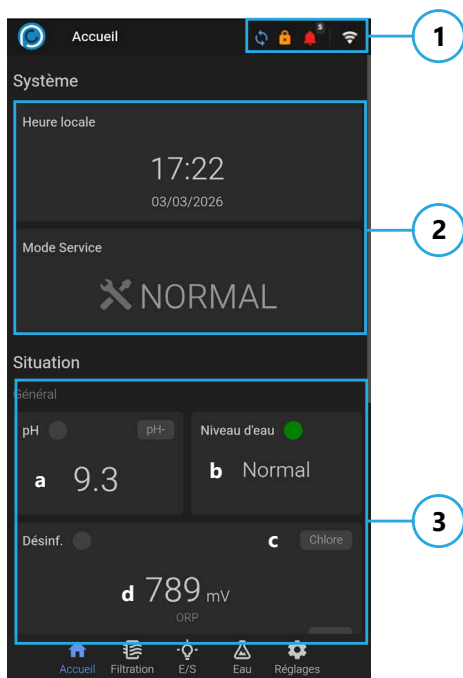 Accueil
5
1
Système
Heure locale
17:22
03/03/2026
2
Mode Service
NORMAL
Situation
Général
pH
pH-
Niveau d'eau
a
9.3
b
Normal
3
Désinf.
c
Chlore
d
789 mV
ORP
Accueil
Filtration
E/S
Eau
Réglages